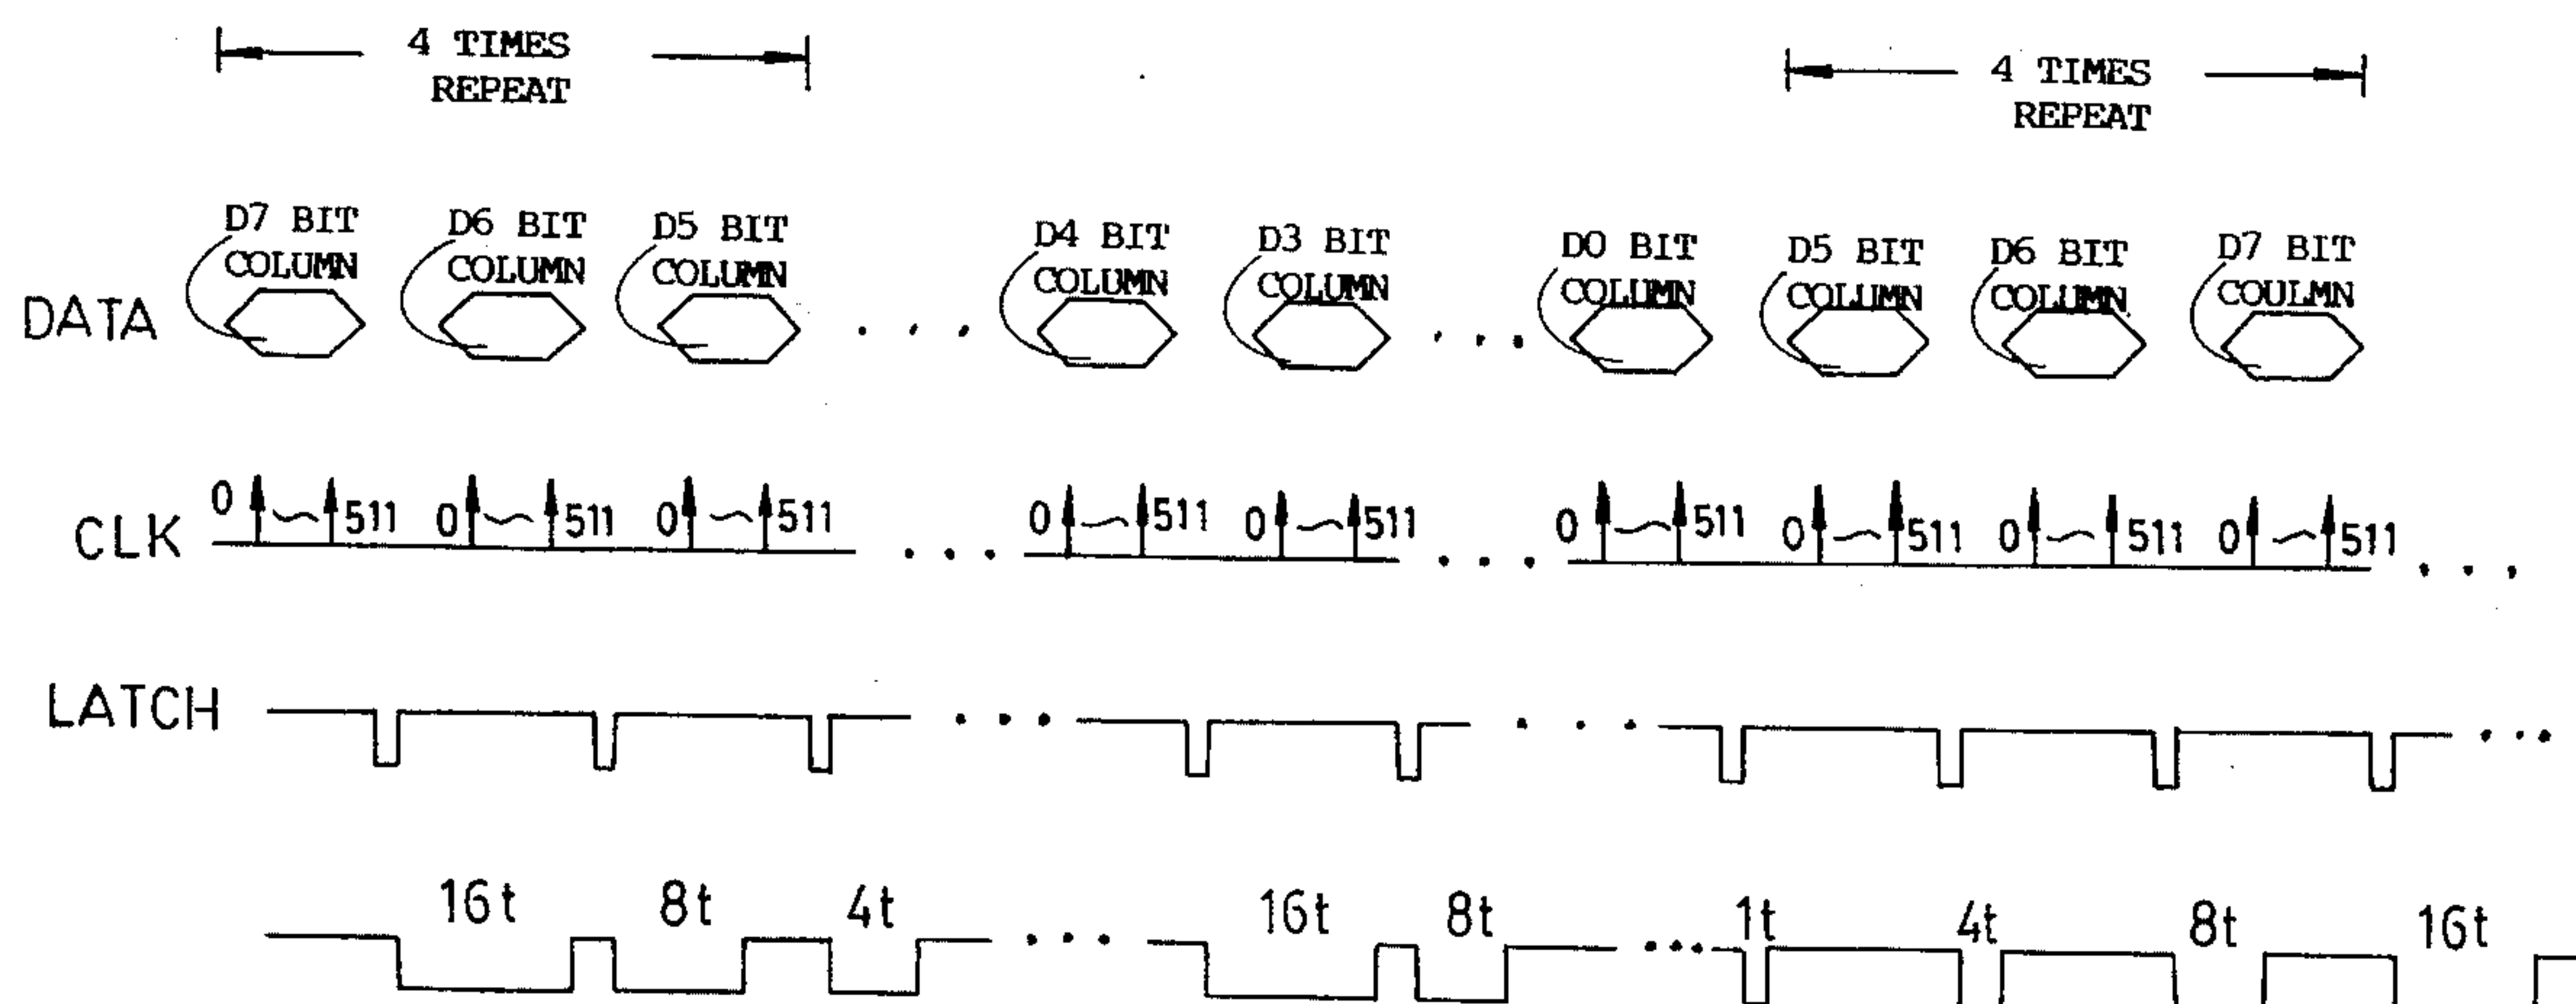 4 TIMES
REPEAT
4 TIMES
REPEAT
D7 BIT
COLUMN
D6 BIT
COLUMN
D5 BIT
COLUMN
D4 BIT
COLUMN
D3 BIT
COLUMN
D0 BIT
COLUMN
D5 BIT
COLUMN
D6 BIT
COLUMN
D7 BIT
COULMN
DATA
CLK
0 511 0 511 0 511 0 511 0 511 0 511 0 511 0 511 0 511
LATCH
16t 8t 4t 16t 8t 1t 4t 8t 16t